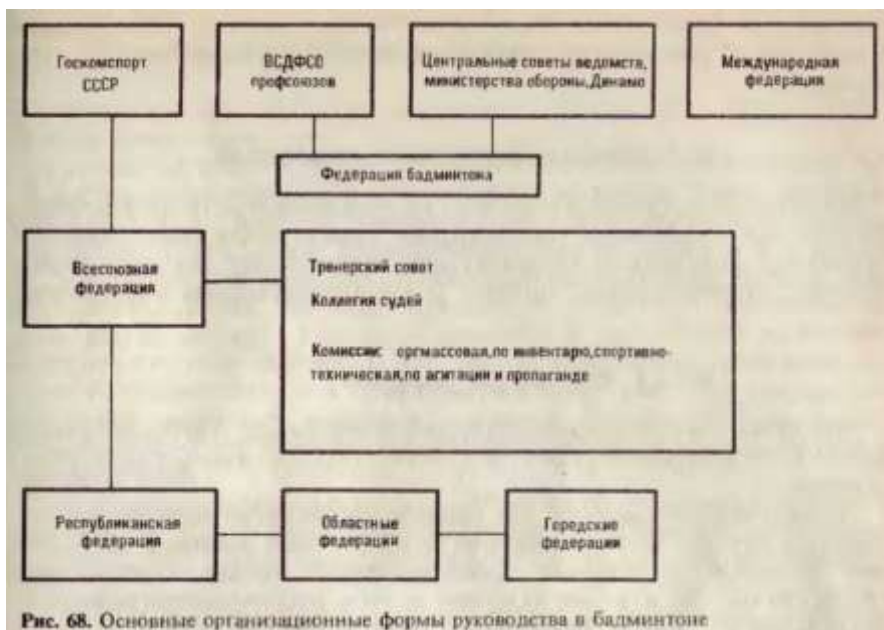 Госкомспорт
СССР
ВСДФСО
профсоюзов
Центральные советы ведомств,
министерства обороны,Динамо
Международная
федерация
Федерация бадминтона
Всесоюзная
федерация
Тренерский совет
Коллегия судей
Комиссии: оргмассовая,по инвентарю,спортивно-
техническая,по агитации и пропаганде
Республиканская
федерация
Областные
федерации
Городские
федерации
Рис. 68. Основные организационные формы руководства в бадминтоне